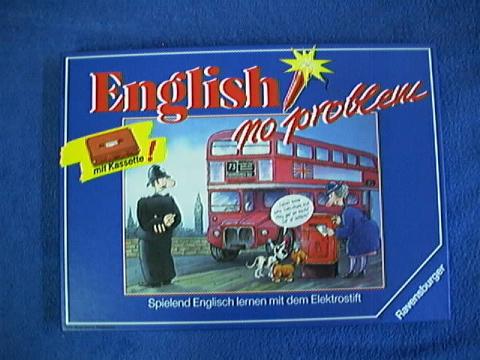 English
no problem
mit Kassette!
Spielend Englisch lernen mit dem Elektrostift
Ravensburger